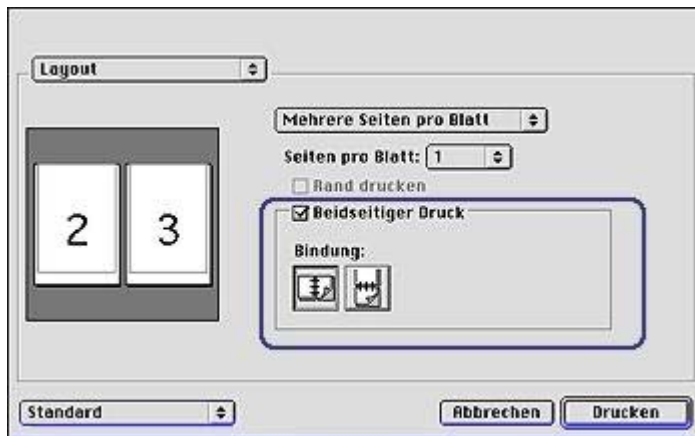 Layout
Mehrere Seiten pro Blatt
Seiten pro Blatt: 1
Rand drucken
2 3
Beidseitiger Druck
Bindung:
Standard
Abbrechen Drucken